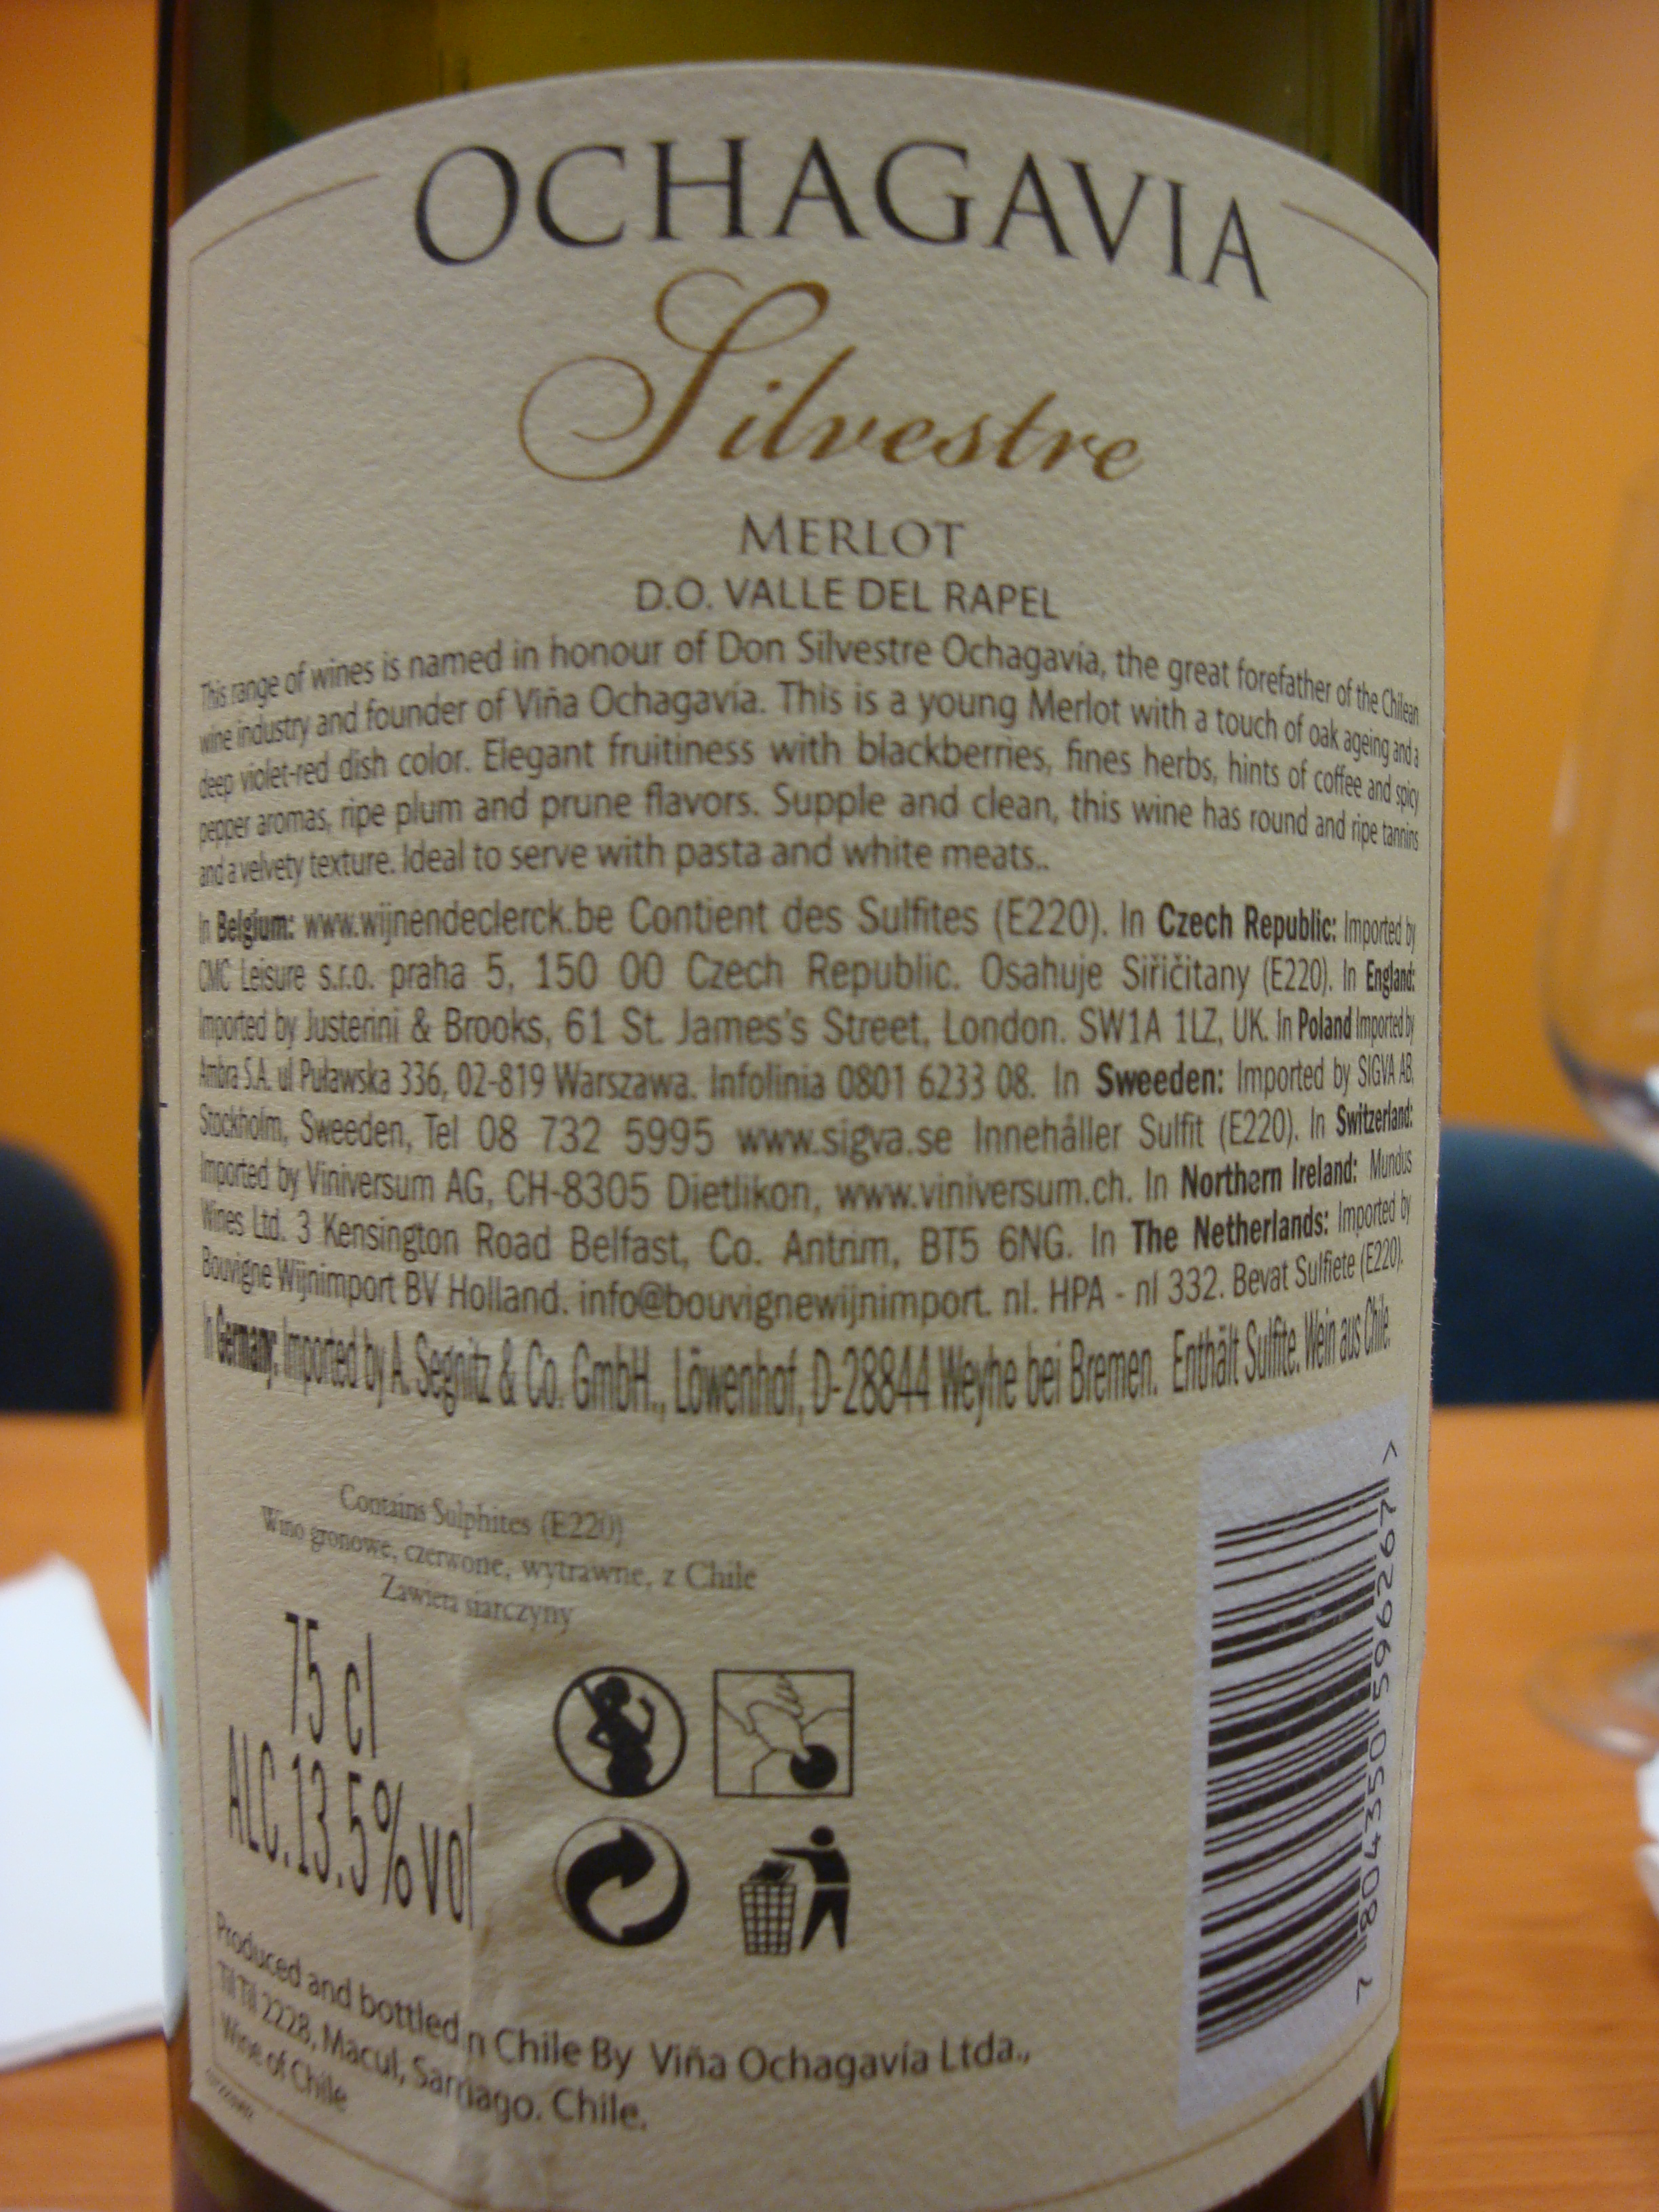 OCHAGAVIA
Silvestre
MERLOT
D.O. VALLE DEL RAPEL
This range of wines is named in honour of Don Silvestre Ochagavía, the great forefather of the Chilean
wine industry and founder of Viña Ochagavía. This is a young Merlot with a touch of oak ageing and a
deep violet-red dish color. Elegant fruitiness with blackberries, fines herbs, hints of coffee and spicy
pepper aromas, ripe plum and prune flavors. Supple and clean, this wine has round and ripe tannins
and a velvety texture. Ideal to serve with pasta and white meats..
In Belgium: www.wijnendeclerck.be Contient des Sulfites (E220). In Czech Republic: Imported by
CMC Leisure s.r.o. praha 5, 150 00 Czech Republic. Osahuje Siřičitany (E220). In England:
Imported by Justerini & Brooks, 61 St. James's Street, London. SW1A 1LZ, UK. In Poland Imported by
Ambra S.A. ul Puławska 336, 02-819 Warszawa. Infolinia 0801 6233 08. In Sweeden: Imported by SIGVA AB,
Stockholm, Sweeden, Tel 08 732 5995 www.sigva.se Innehåller Sulfit (E220). In Switzerland:
Imported by Viniversum AG, CH-8305 Dietlikon, www.viniversum.ch. In Northern Ireland: Mundus
Wines Ltd. 3 Kensington Road Belfast, Co. Antrim, BT5 6NG. In The Netherlands: Imported by
Bouvigne Wijnimport BV Holland. info@bouvignewijnimport. nl. HPA - nl 332. Bevat Sulfiete (E220).
In Germany: Imported by A. Segnitz & Co. GmbH., Löwenhof, D-28844 Weyhe bei Bremen. Enthält Sulfite. Wein aus Chile.
Contains Sulphites (E220)
Wino gronowe, czerwone, wytrawne, z Chile
Zawiera siarczyny
75 cl
ALC.13.5%vol
Produced and bottled n Chile By Viña Ochagavía Ltda.,
Til Til 2228, Macul, Santiago. Chile.
Wine of Chile
7 804350 596267 >